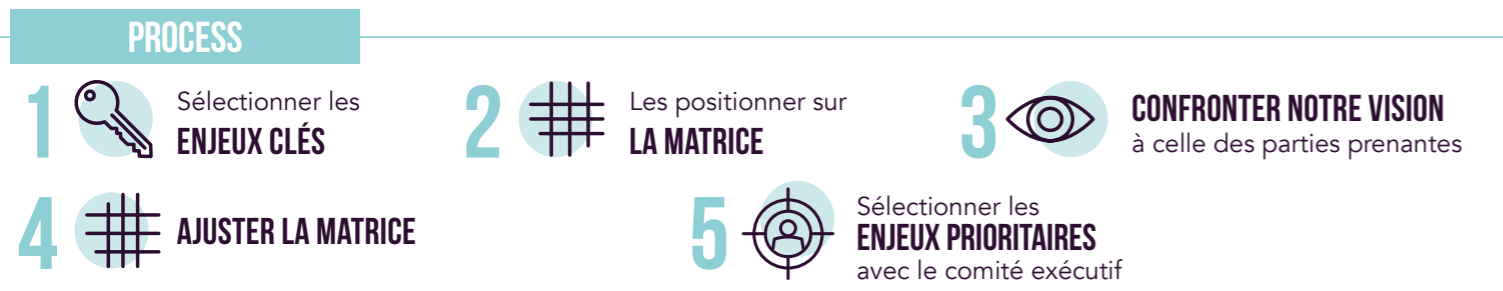 PROCESS
1
Sélectionner les
ENJEUX CLÉS
2
Les positionner sur
LA MATRICE
3
CONFRONTER NOTRE VISION
à celle des parties prenantes
4
AJUSTER LA MATRICE
5
Sélectionner les
ENJEUX PRIORITAIRES
avec le comité exécutif